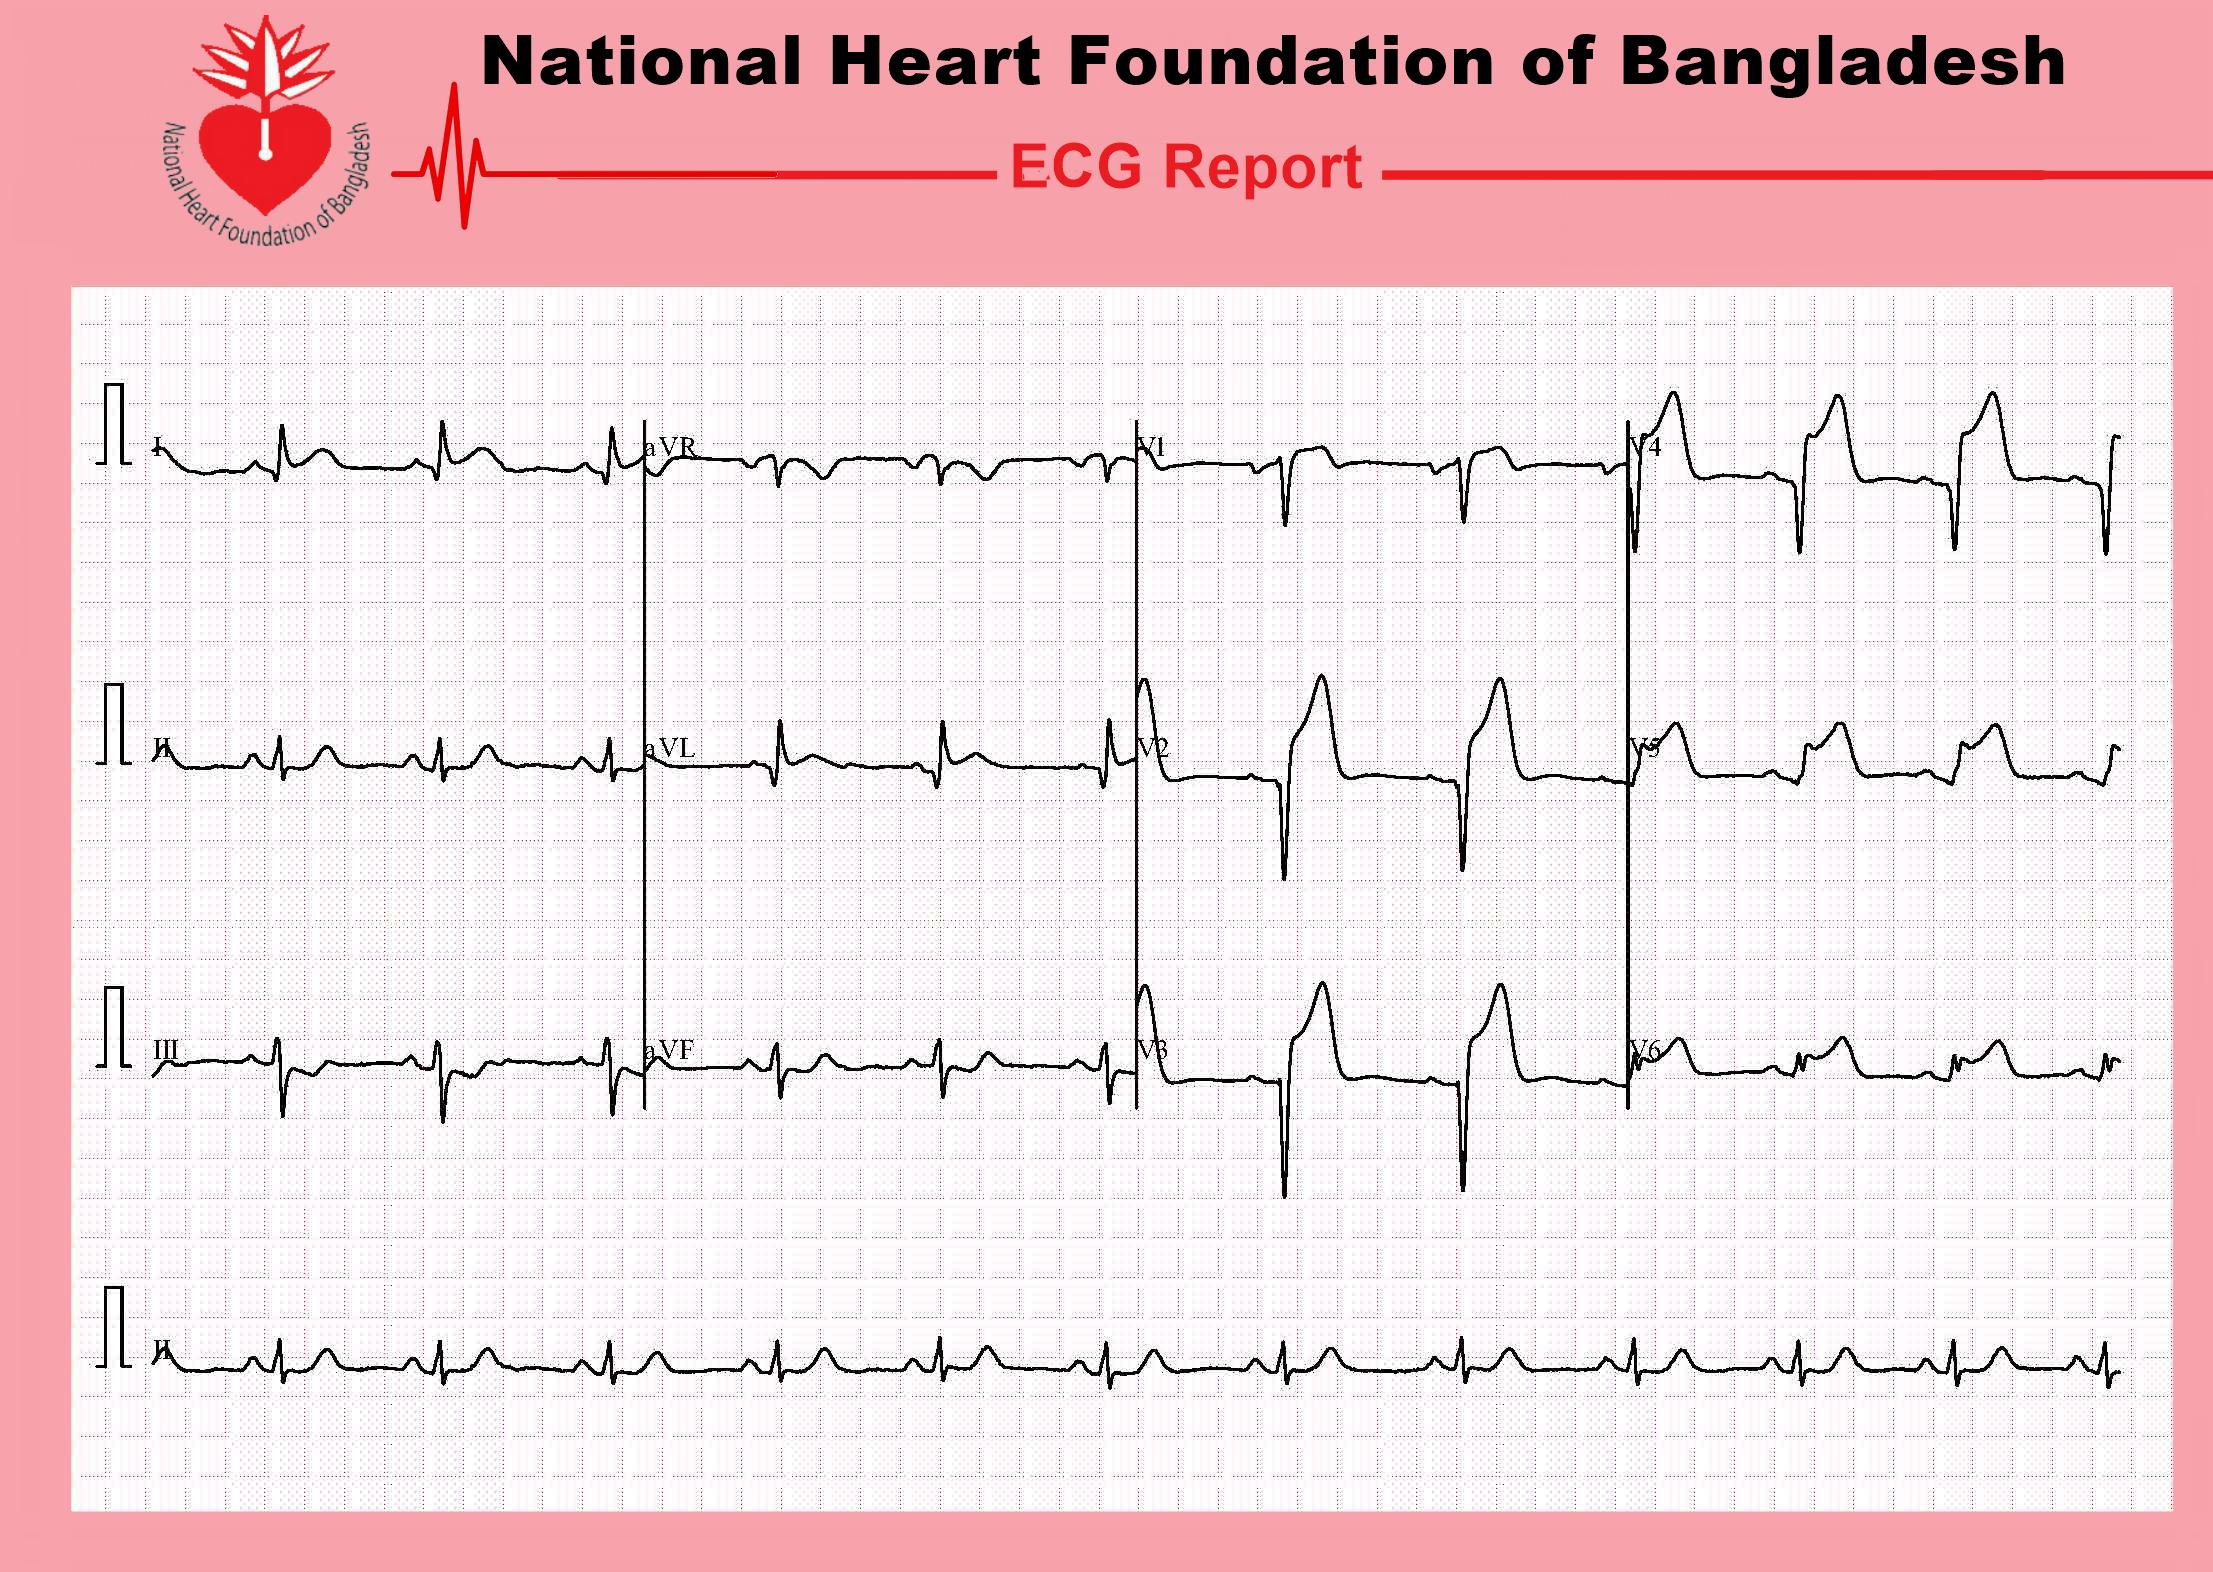 National Heart Foundation of Bangladesh
National Heart Foundation of Bangladesh
ECG Report
I aVR V1 V4
II aVL V2 V5
III aVF V3 V6
II